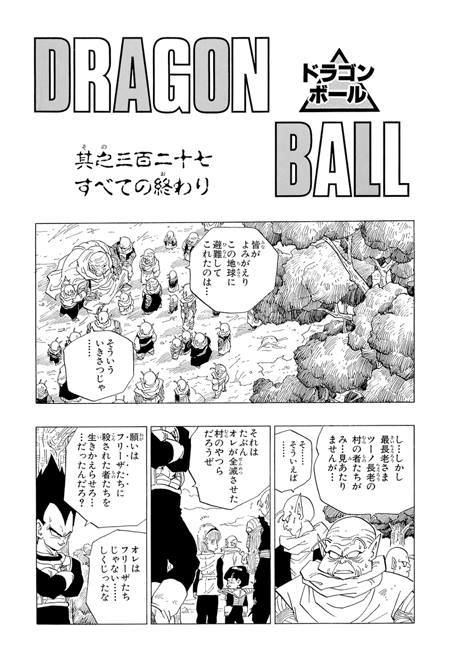 DRAGON
ドラゴン
ボール
BALL
其之三百二十七
すべての終わり
皆が
よみがえり
この地球に
避難して
これたのは…
そういう
いきさつじゃ
……
し…しかし
最長老さま
ツーノ長老の
村の者たちが
み…見あたり
ませんが…
そ…
そういえば
それは
たぶん
オレが全滅させた
村のやつら
だろうぜ
願いは
フリーザたちに
殺された者たちを
生きかえらせろ…
…だったんだろ？
オレは
フリーザたち
じゃない……
しくじったな